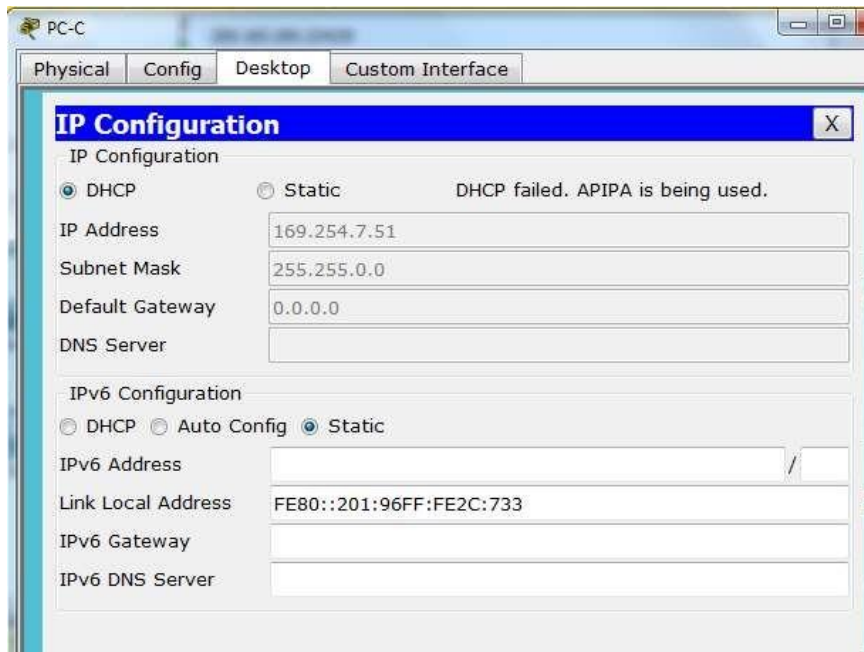 PC-C
Physical Config Desktop Custom Interface
IP Configuration X
IP Configuration
DHCP Static DHCP failed. APIPA is being used.
IP Address 169.254.7.51
Subnet Mask 255.255.0.0
Default Gateway 0.0.0.0
DNS Server
IPv6 Configuration
DHCP Auto Config Static
IPv6 Address /
Link Local Address FE80::201:96FF:FE2C:733
IPv6 Gateway
IPv6 DNS Server